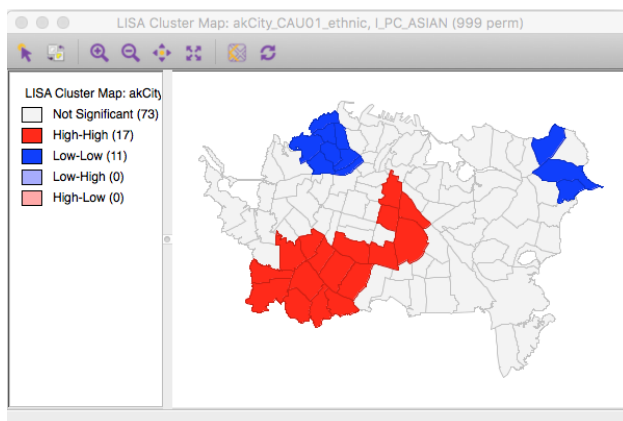 LISA Cluster Map: akCity_CAU01_ethnic, I_PC_ASIAN (999 perm)
LISA Cluster Map: akCity
Not Significant (73)
High-High (17)
Low-Low (11)
Low-High (0)
High-Low (0)